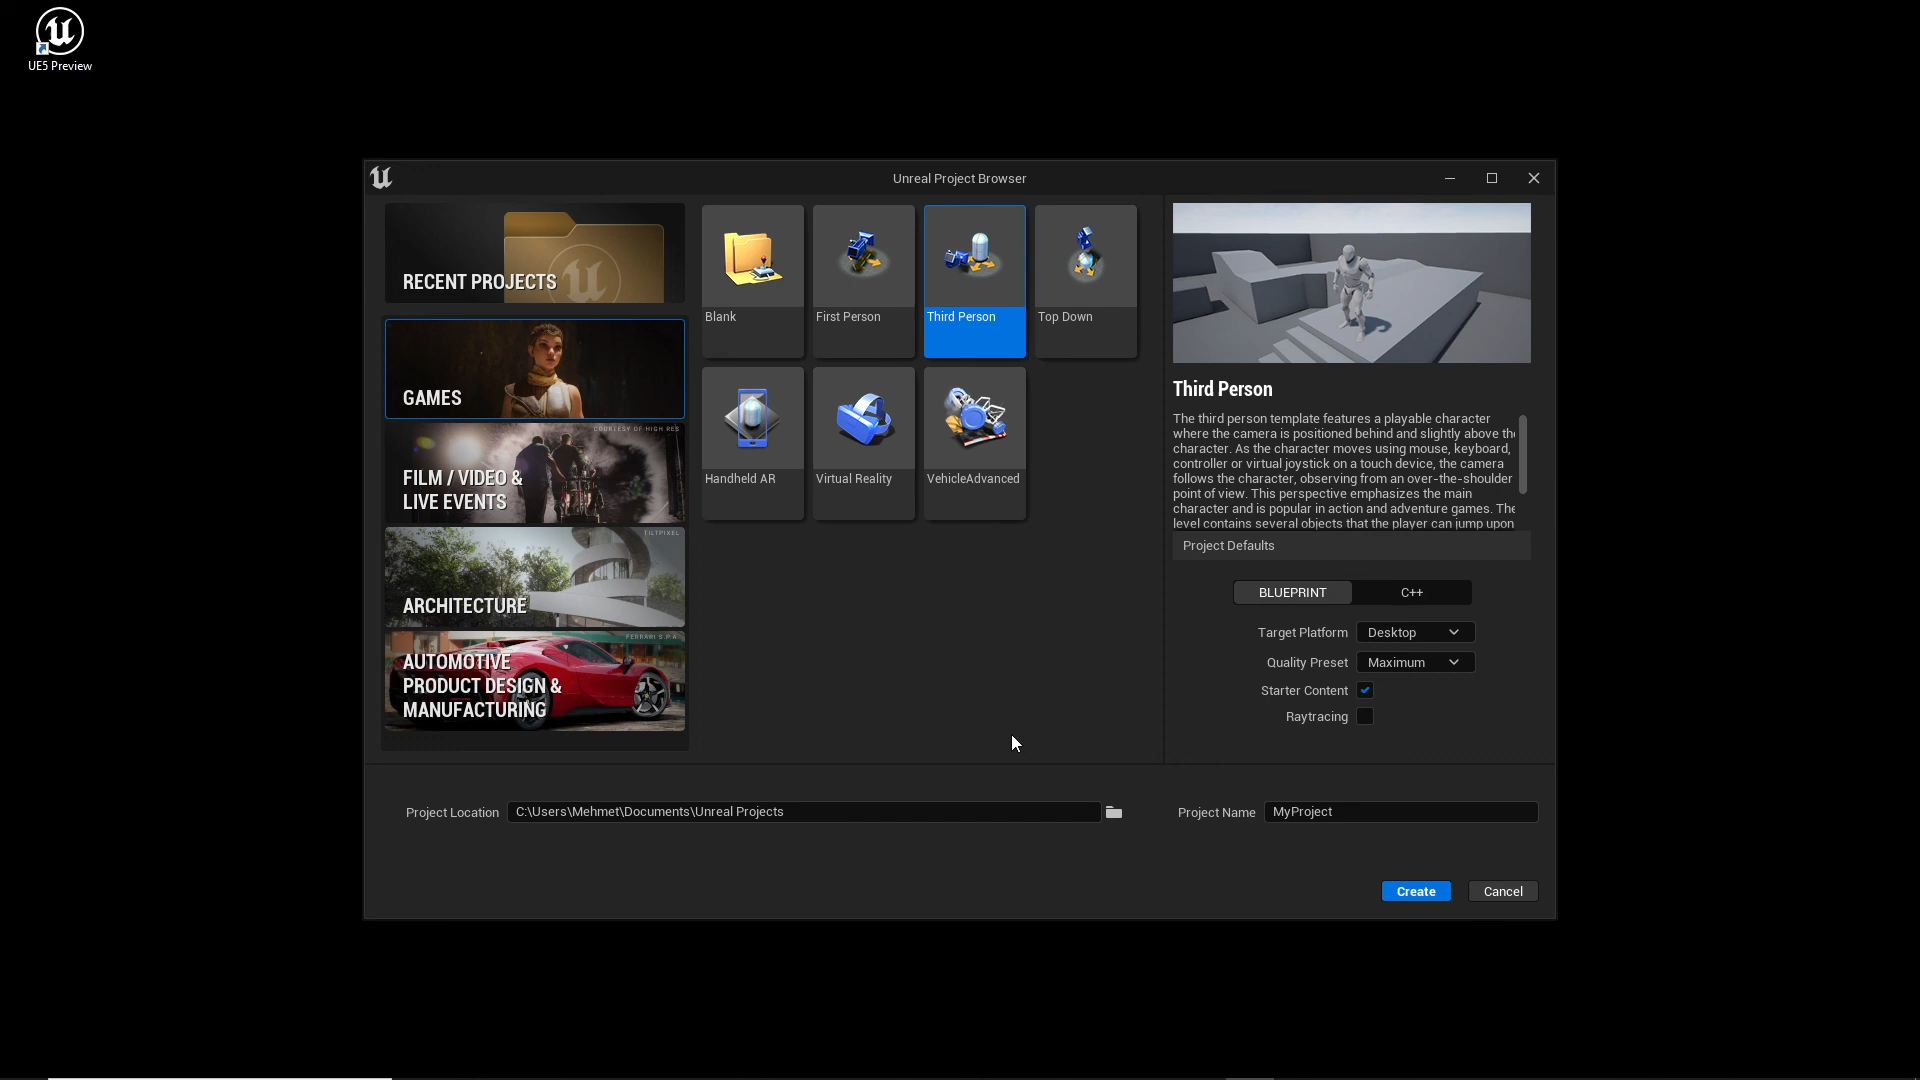 UE5 Preview
Unreal Project Browser
RECENT PROJECTS
GAMES
COURTESY OF HIGH RES
FILM / VIDEO &
LIVE EVENTS
TILTPIXEL
ARCHITECTURE
FERRARI S.P.A.
AUTOMOTIVE
PRODUCT DESIGN &
MANUFACTURING
Blank
First Person
Third Person
Top Down
Handheld AR
Virtual Reality
VehicleAdvanced
Third Person
The third person template features a playable character
where the camera is positioned behind and slightly above the
character. As the character moves using mouse, keyboard,
controller or virtual joystick on a touch device, the camera
follows the character, observing from an over-the-shoulder
point of view. This perspective emphasizes the main
character and is popular in action and adventure games. The
level contains several objects that the player can jump upon
Project Defaults
BLUEPRINT
C++
Target Platform
Desktop
Quality Preset
Maximum
Starter Content
Raytracing
Project Location
C:\Users\Mehmet\Documents\Unreal Projects
Project Name
MyProject
Create
Cancel